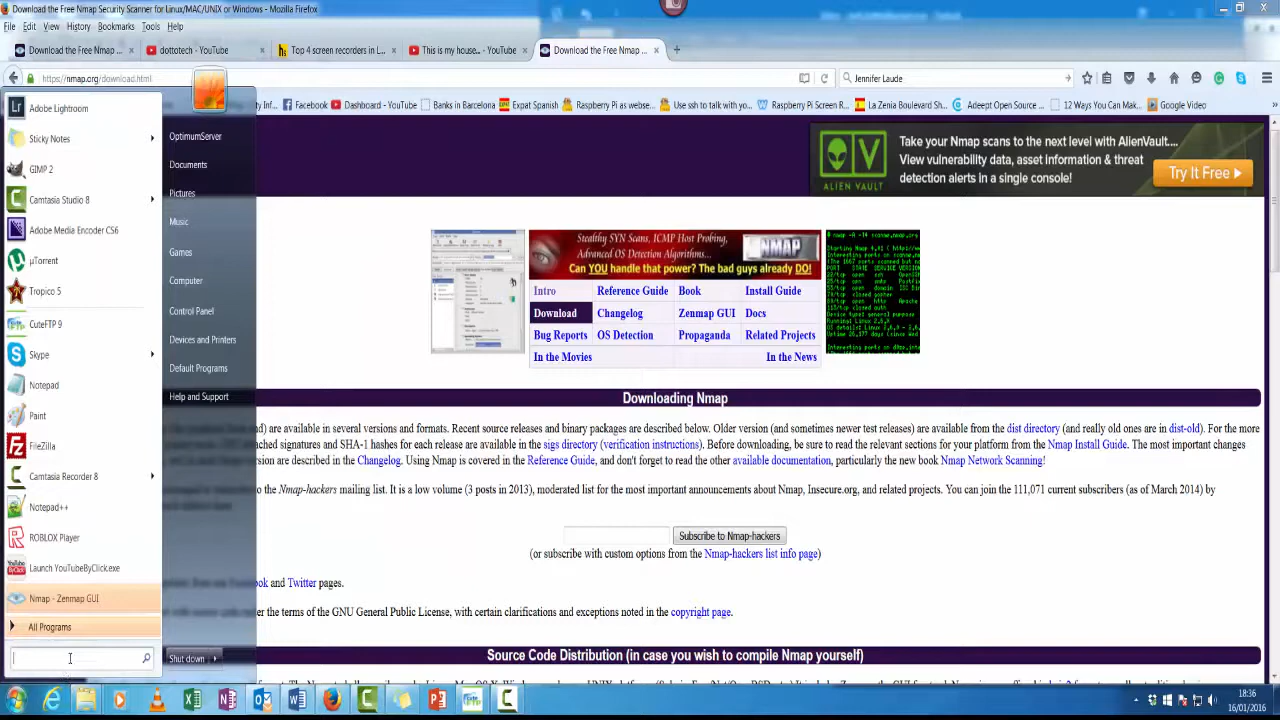 Download the Free Nmap Security Scanner for Linux/MAC/UNIX or Windows - Mozilla Firefox
File Edit View History Bookmarks Tools Help
Download the Free Nmap ... × dottotech - YouTube × Top 4 screen recorders in L... × This is my house... - YouTube × Download the Free Nmap ... × +
https://nmap.org/download.html Jennifer Laude
Facebook Dashboard - YouTube Banks in Barcelona Expat Spanish Raspberry Pi as webse... Use ssh to talk with yo... Raspberry Pi Screen R... La Zenia Boulevard Sh... Adeept Open Source ... 12 Ways You Can Mak... Google Video
Adobe Lightroom
Sticky Notes
GIMP 2
Camtasia Studio 8
Adobe Media Encoder CS6
µTorrent
Tropico 5
CuteFTP 9
Skype
Notepad
Paint
FileZilla
Camtasia Recorder 8
Notepad++
ROBLOX Player
Launch YouTubeByClick.exe
Nmap - Zenmap GUI
All Programs
OptimumServer
Documents
Pictures
Music
Games
Computer
Control Panel
Devices and Printers
Default Programs
Help and Support
Shut down
ALIEN VAULT
Take your Nmap scans to the next level with AlienVault....
View vulnerability data, asset information & threat
detection alerts in a single console!
Try It Free
Stealthy SYN Scans, ICMP Host Probing,
Advanced OS Detection Algorithms...
NMAP
Can YOU handle that power? The bad guys already DO!
Intro Reference Guide Book Install Guide
Download Changelog Zenmap GUI Docs
Bug Reports OS Detection Propaganda Related Projects
In the Movies In the News
Downloading Nmap
are available in several versions and formats. Recent source releases and binary packages are described below. Older version (and sometimes newer test releases) are available from the dist directory (and really old ones are in dist-old). For the more
attached signatures and SHA-1 hashes for each release are available in the sigs directory (verification instructions). Before downloading, be sure to read the relevant sections for your platform from the Nmap Install Guide. The most important changes
version are described in the Changelog. Using Nmap is covered in the Reference Guide, and don't forget to read the other available documentation, particularly the new book Nmap Network Scanning!
to the Nmap-hackers mailing list. It is a low volume (3 posts in 2013), moderated list for the most important announcements about Nmap, Insecure.org, and related projects. You can join the 111,071 current subscribers (as of March 2014) by
Subscribe to Nmap-hackers
(or subscribe with custom options from the Nmap-hackers list info page)
and Twitter pages.
under the terms of the GNU General Public License, with certain clarifications and exceptions noted in the copyright page.
Source Code Distribution (in case you wish to compile Nmap yourself)
18:36
16/01/2016